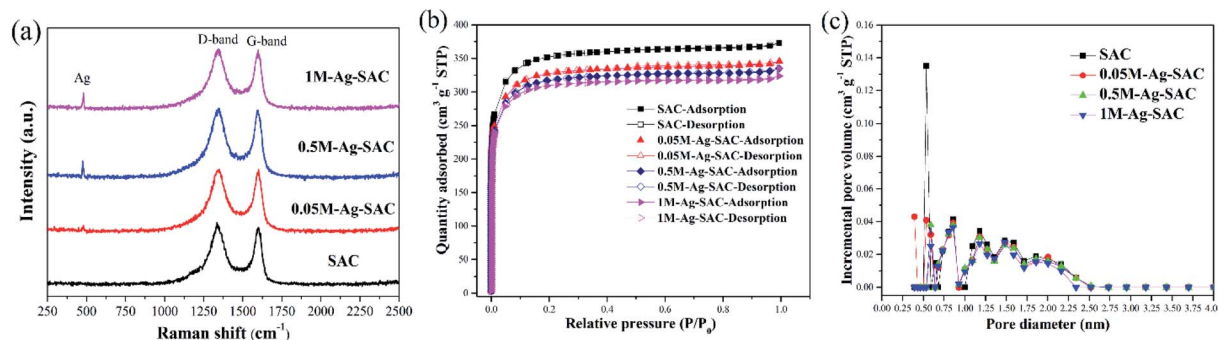 (a)
D-band
G-band
Ag
1M-Ag-SAC
0.5M-Ag-SAC
0.05M-Ag-SAC
SAC
Intensity (a.u.)
250 500 750 1000 1250 1500 1750 2000 2250 2500
Raman shift (cm⁻¹)
(b)
400
350
300
250
200
150
100
50
0
Quantity adsorbed (cm³ g⁻¹ STP)
SAC-Adsorption
SAC-Desorption
0.05M-Ag-SAC-Adsorption
0.05M-Ag-SAC-Desorption
0.5M-Ag-SAC-Adsorption
0.5M-Ag-SAC-Desorption
1M-Ag-SAC-Adsorption
1M-Ag-SAC-Desorption
0.0 0.2 0.4 0.6 0.8 1.0
Relative pressure (P/P₀)
(c)
0.16
0.14
0.12
0.10
0.08
0.06
0.04
0.02
0.00
Incremental pore volume (cm³ g⁻¹ STP)
SAC
0.05M-Ag-SAC
0.5M-Ag-SAC
1M-Ag-SAC
0.00 0.25 0.50 0.75 1.00 1.25 1.50 1.75 2.00 2.25 2.50 2.75 3.00 3.25 3.50 3.75 4.0
Pore diameter (nm)